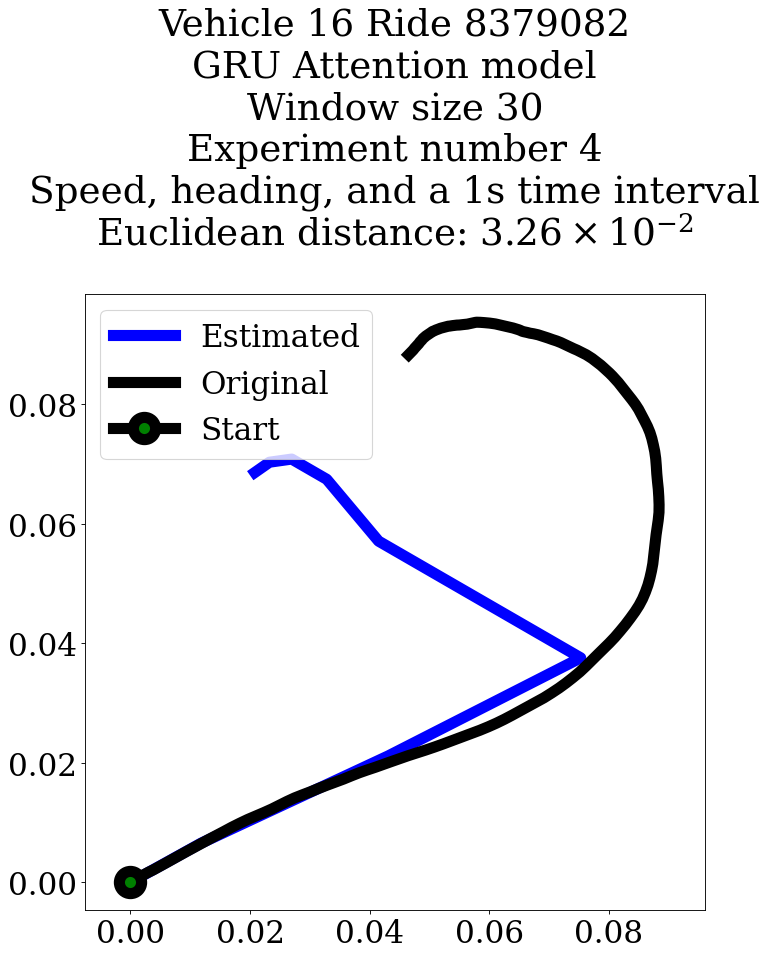 Vehicle 16 Ride 8379082
GRU Attention model
Window size 30
Experiment number 4
Speed, heading, and a 1s time interval
Euclidean distance: 3.26 × 10⁻²
Estimated
Original
Start
0.08
0.06
0.04
0.02
0.00
0.00 0.02 0.04 0.06 0.08